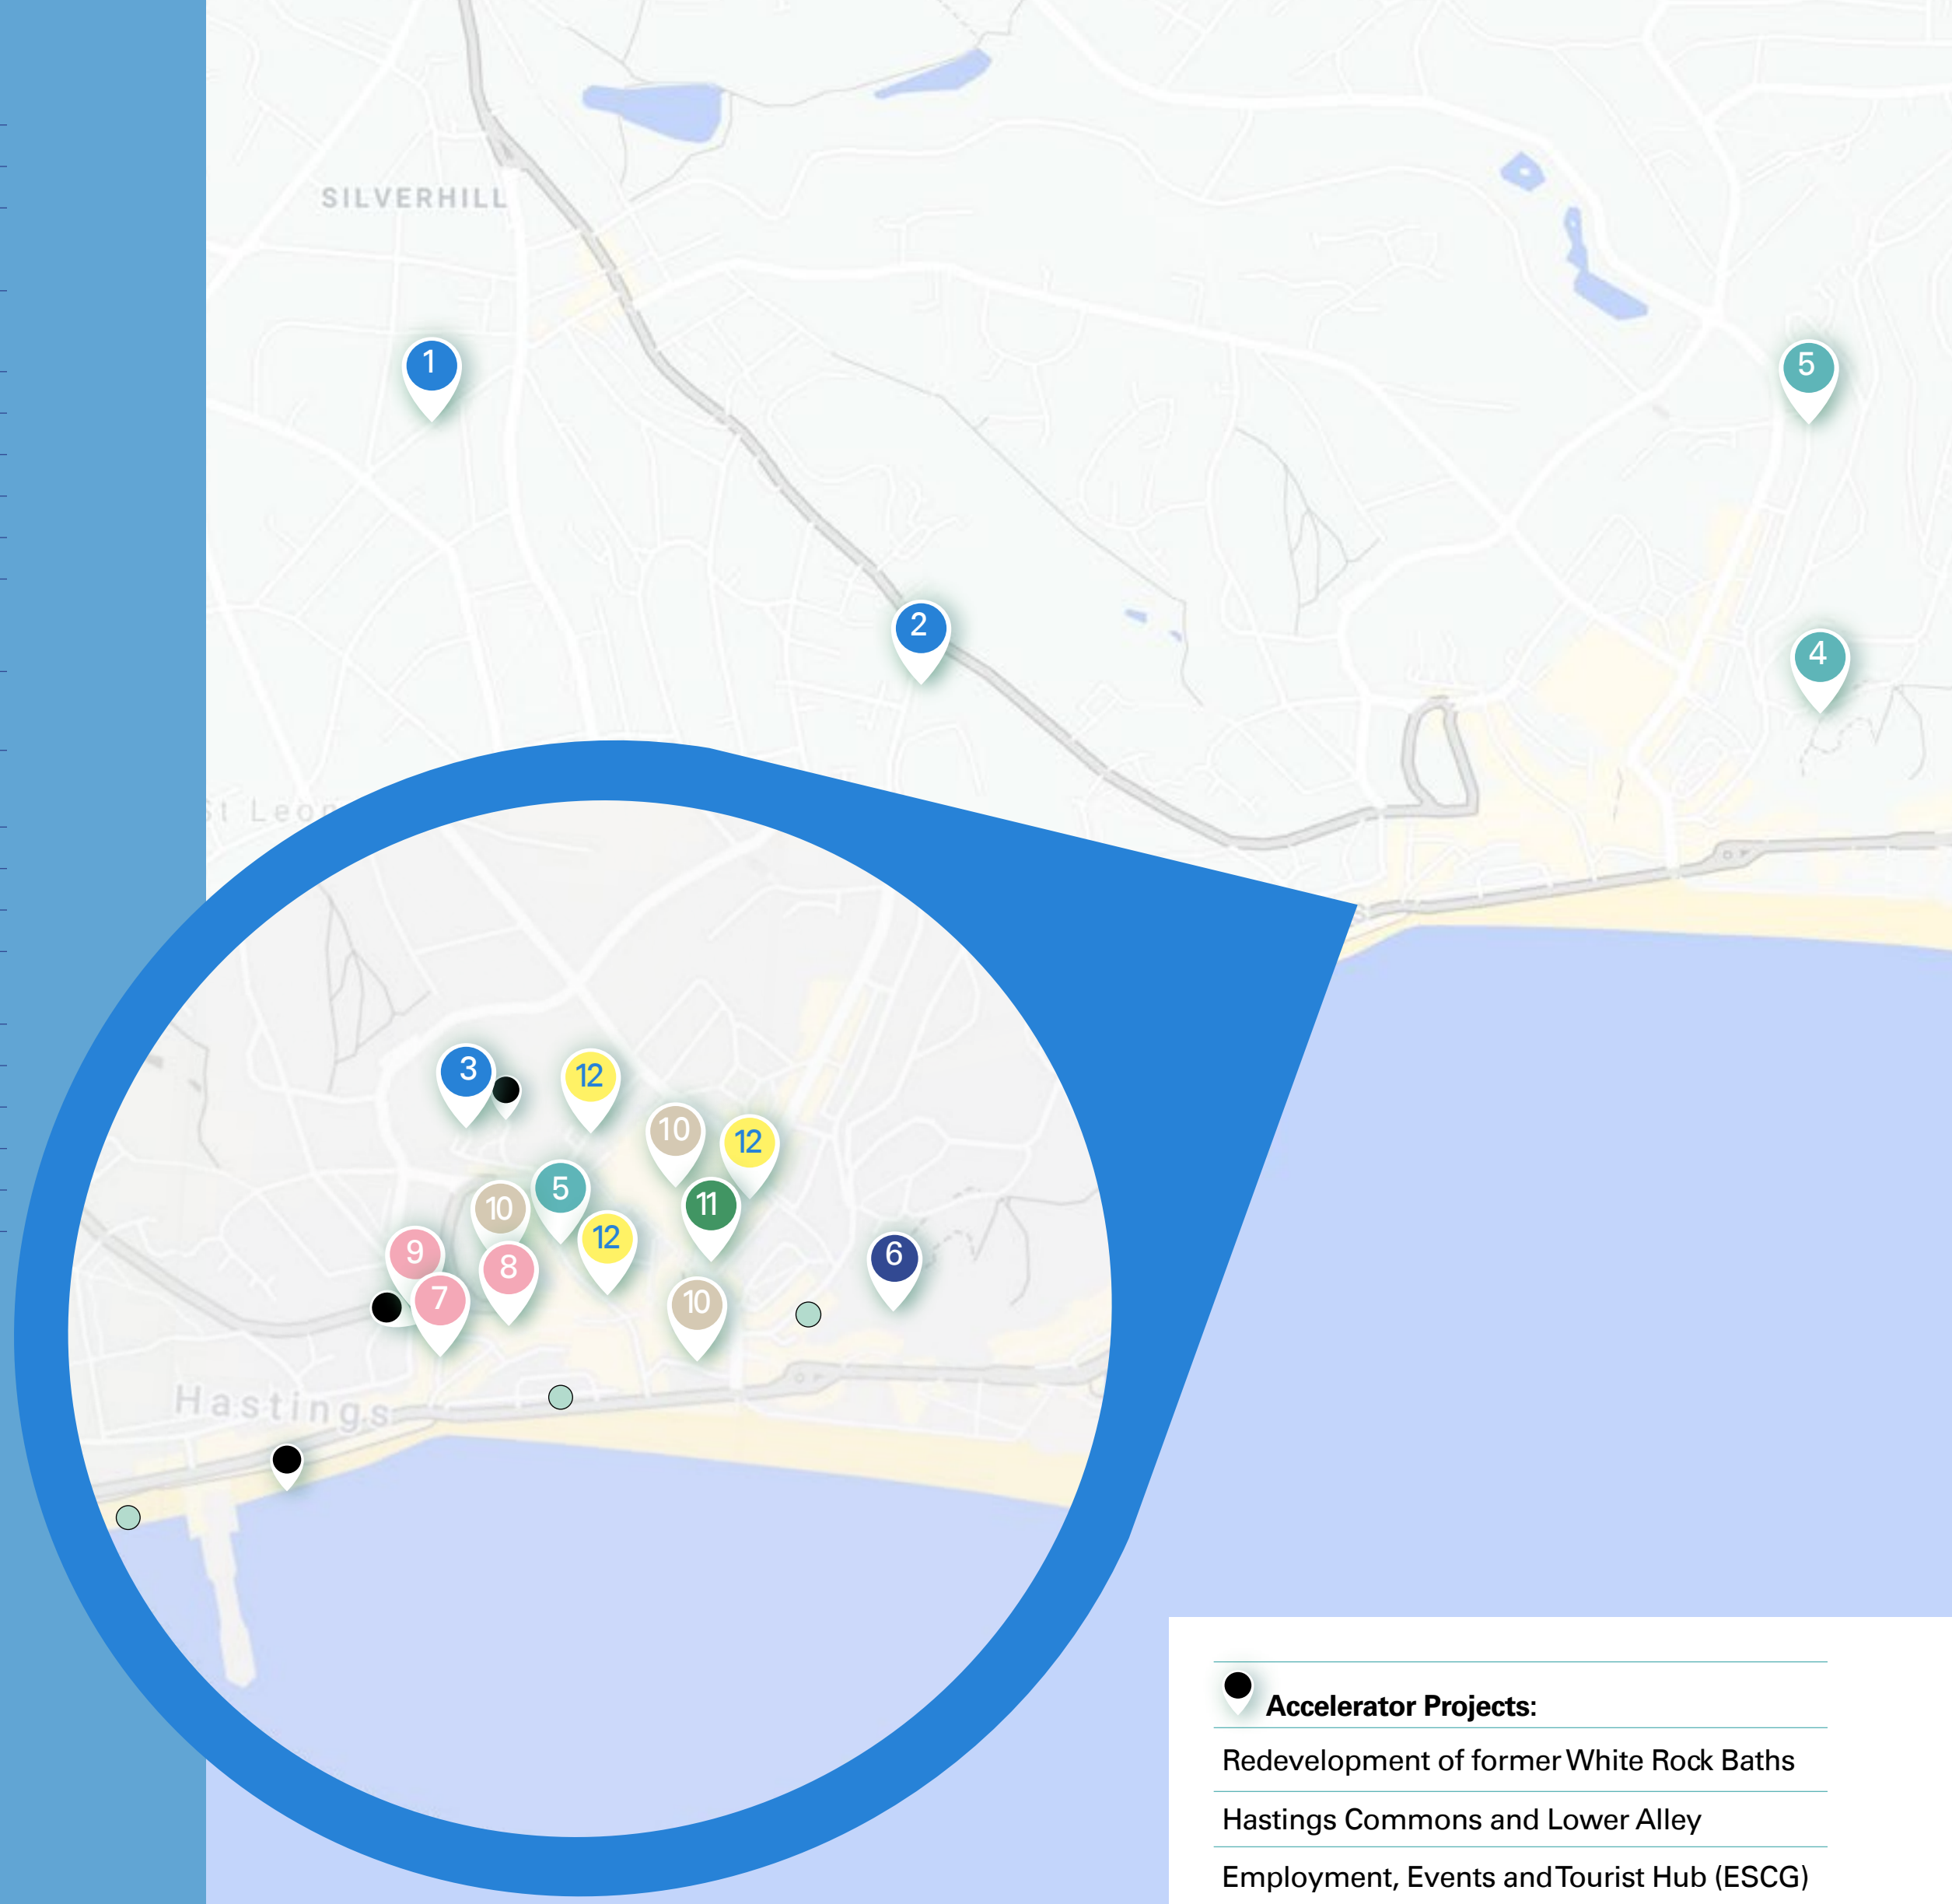 SILVERHILL
1
5
2
4
St Leon
3
12
10
12
5
11
10
12
9
8
6
7
10
Hastings
Accelerator Projects:
Redevelopment of former White Rock Baths
Hastings Commons and Lower Alley
Employment, Events and Tourist Hub (ESCG)